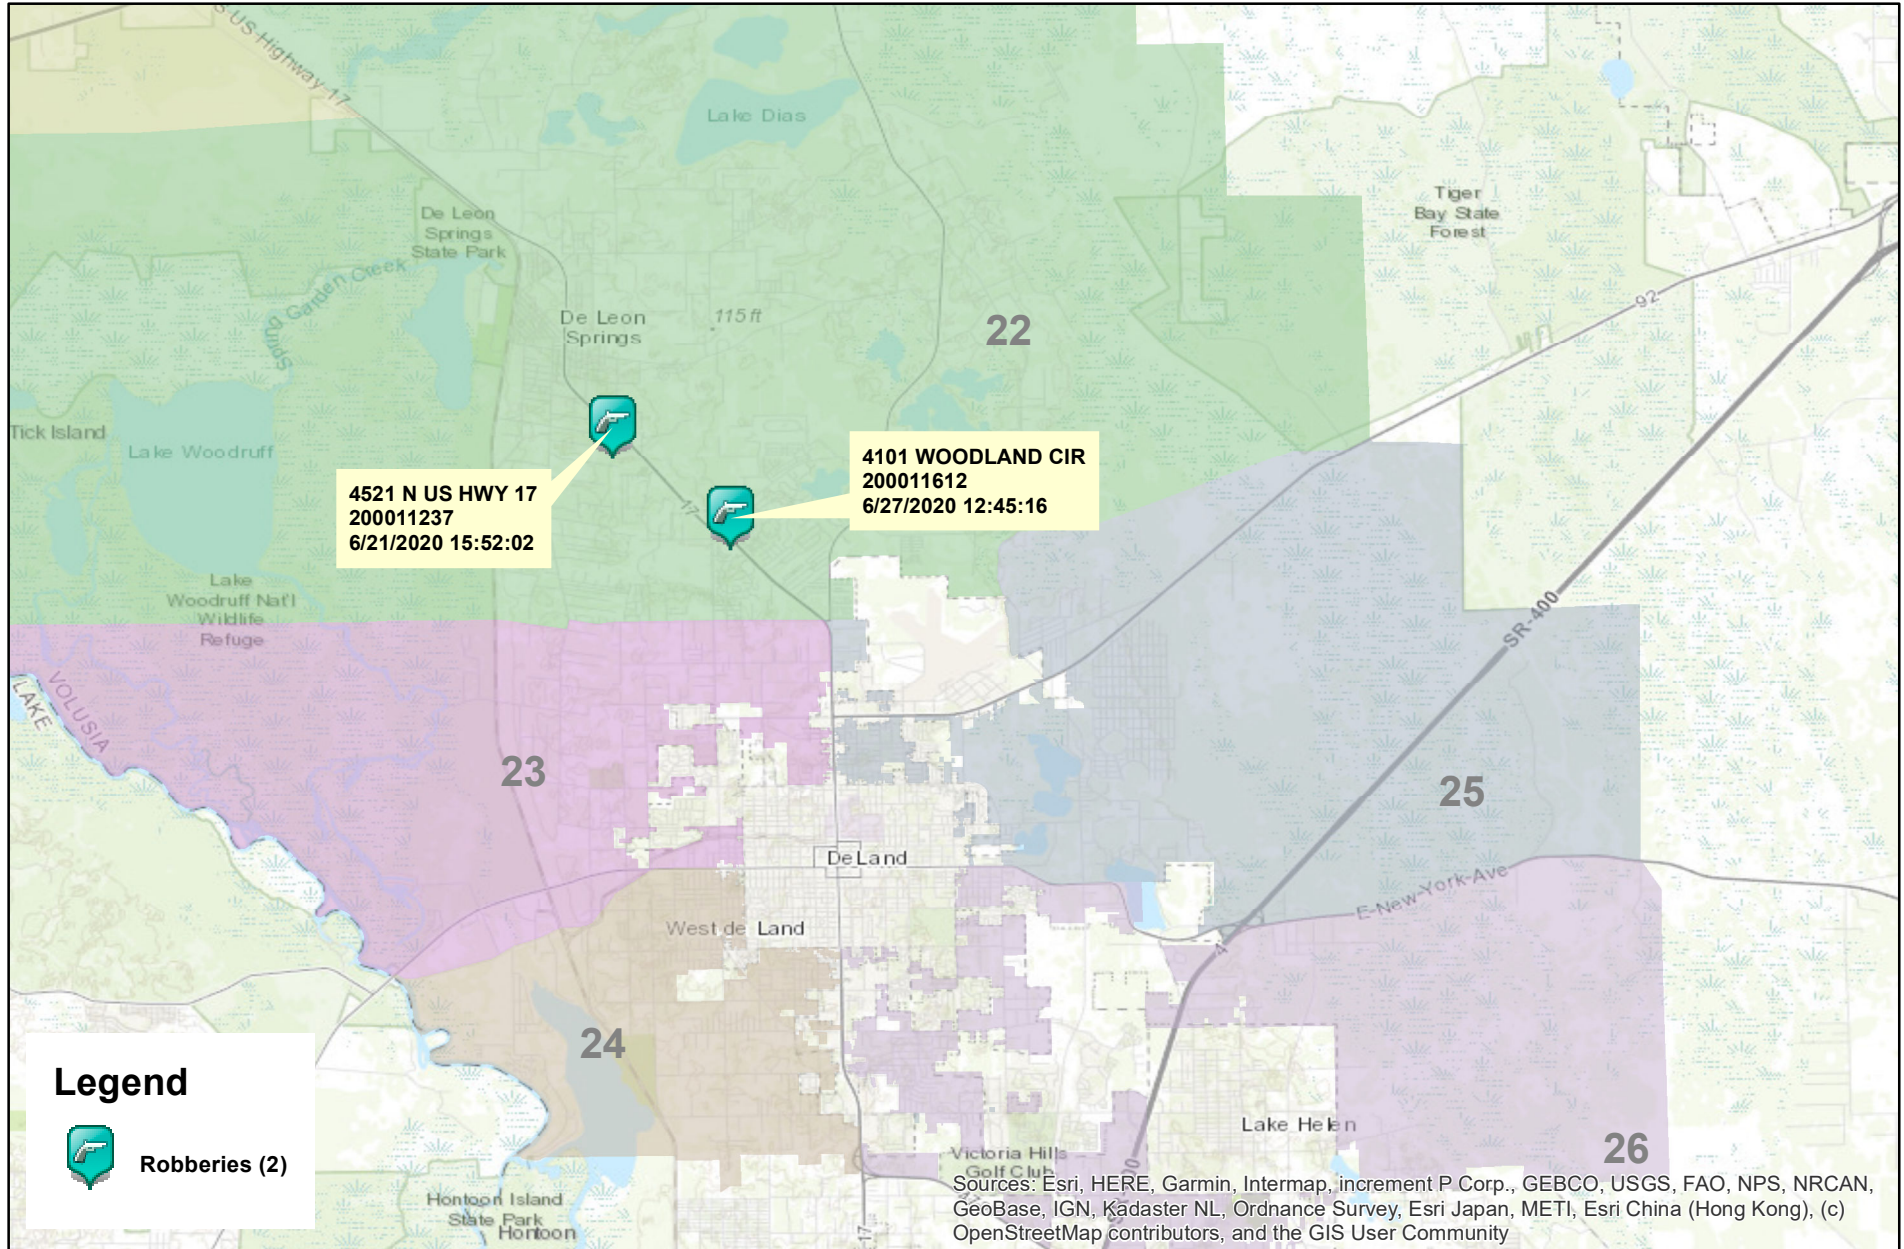 S-US Highway 17
Lake Dias
De Leon
Springs
State Park
Tiger
Bay State
Forest
Spring Garden Creek
92
De Leon
Springs
115 ft
22
Tick Island
Lake Woodruff
4521 N US HWY 17
200011237
6/21/2020 15:52:02
4101 WOODLAND CIR
200011612
6/27/2020 12:45:16
17
Lake
Woodruff Nat'l
Wildlife
Refuge
SR-400
LAKE
VOLUSIA
23
25
DeLand
E-New-York-Ave
West de Land
4
24
Legend
Robberies (2)
Lake Helen
26
Victoria Hills
Golf Club
Hontoon Island
State Park
Hontoon
17
Sources: Esri, HERE, Garmin, Intermap, increment P Corp., GEBCO, USGS, FAO, NPS, NRCAN,
GeoBase, IGN, Kadaster NL, Ordnance Survey, Esri Japan, METI, Esri China (Hong Kong), (c)
OpenStreetMap contributors, and the GIS User Community